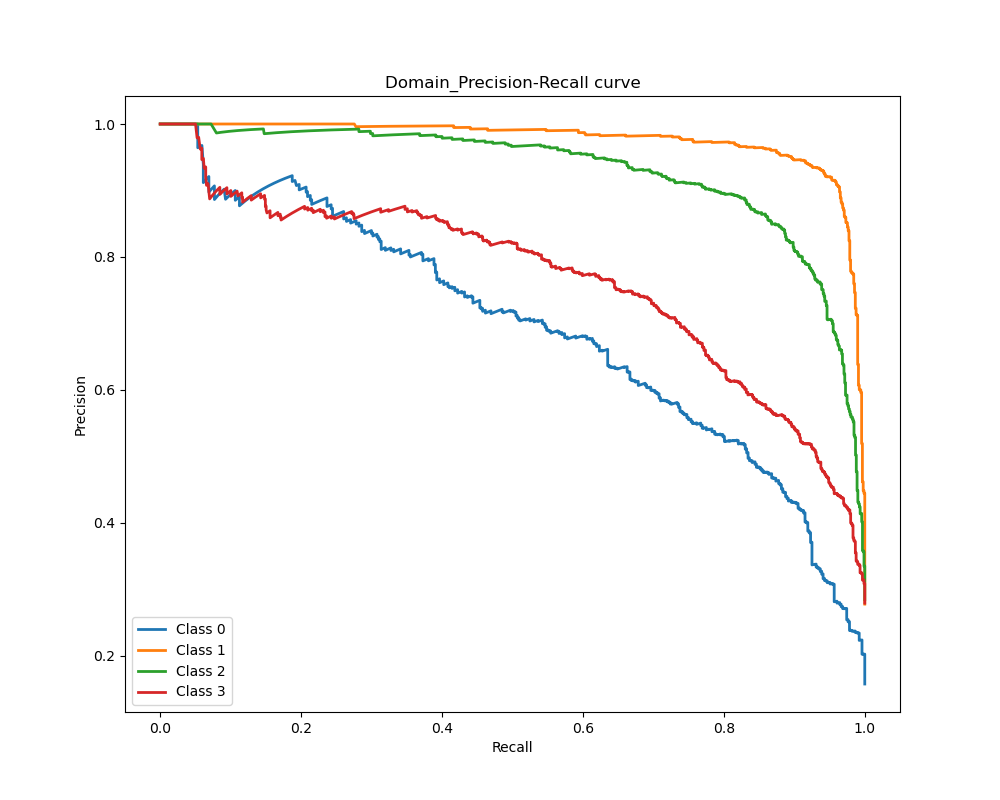 Domain_Precision-Recall curve
1.0
0.8
0.6
0.4
0.2
Precision
Class 0
Class 1
Class 2
Class 3
0.0 0.2 0.4 0.6 0.8 1.0
Recall